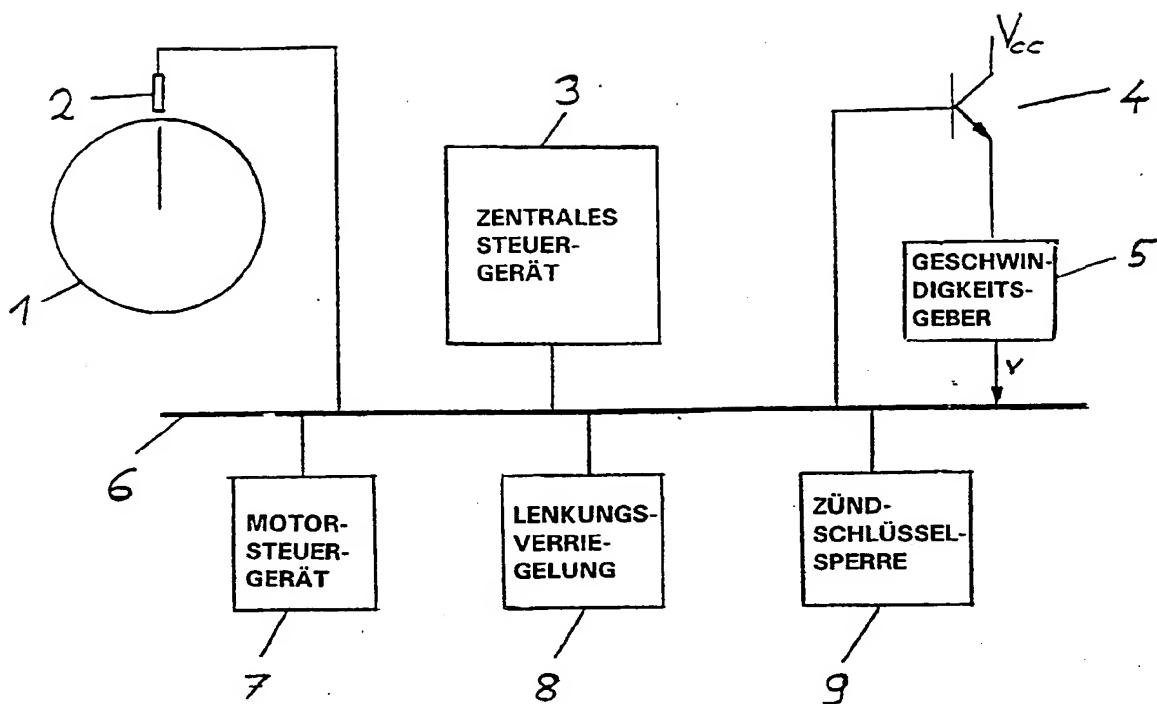 Vcc
2
3
4
ZENTRALES
STEUER-
GERÄT
GESCHWIN-
DIGKEITS-
GEBER
5
1
v
6
MOTOR-
STEUER-
GERÄT
LENKUNGS-
VERRIE-
GELUNG
ZÜND-
SCHLÜSSEL-
SPERRE
7
8
9